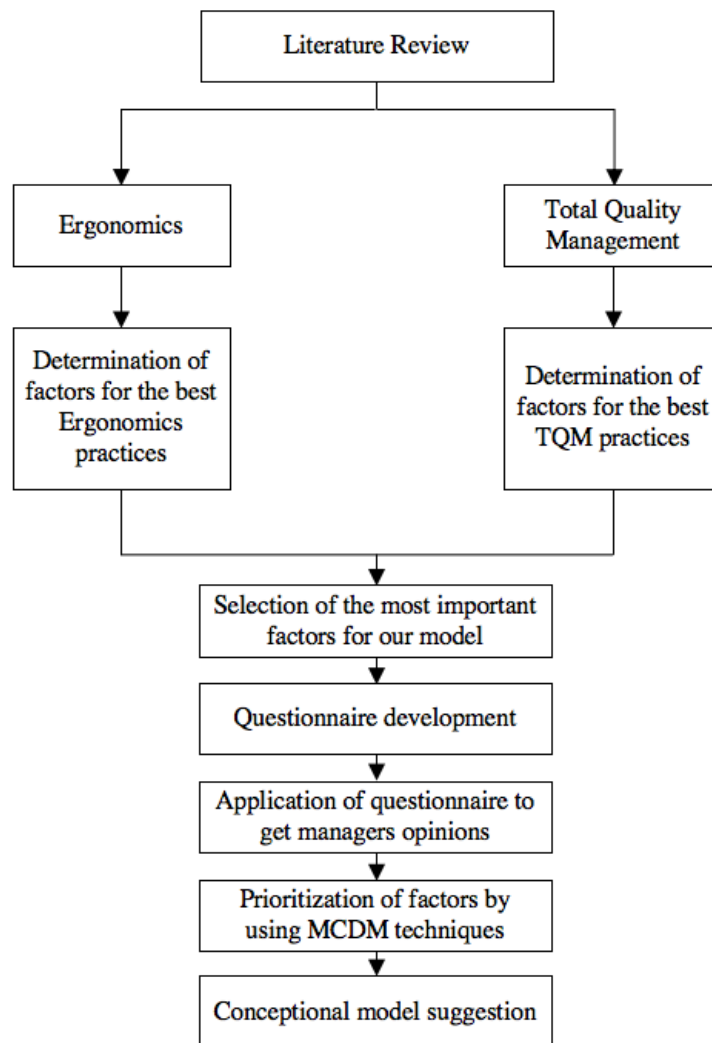 Literature Review
Ergonomics
Total Quality
Management
Determination of
factors for the best
Ergonomics
practices
Determination of
factors for the best
TQM practices
Selection of the most important
factors for our model
Questionnaire development
Application of questionnaire to
get managers opinions
Prioritization of factors by
using MCDM techniques
Conceptional model suggestion